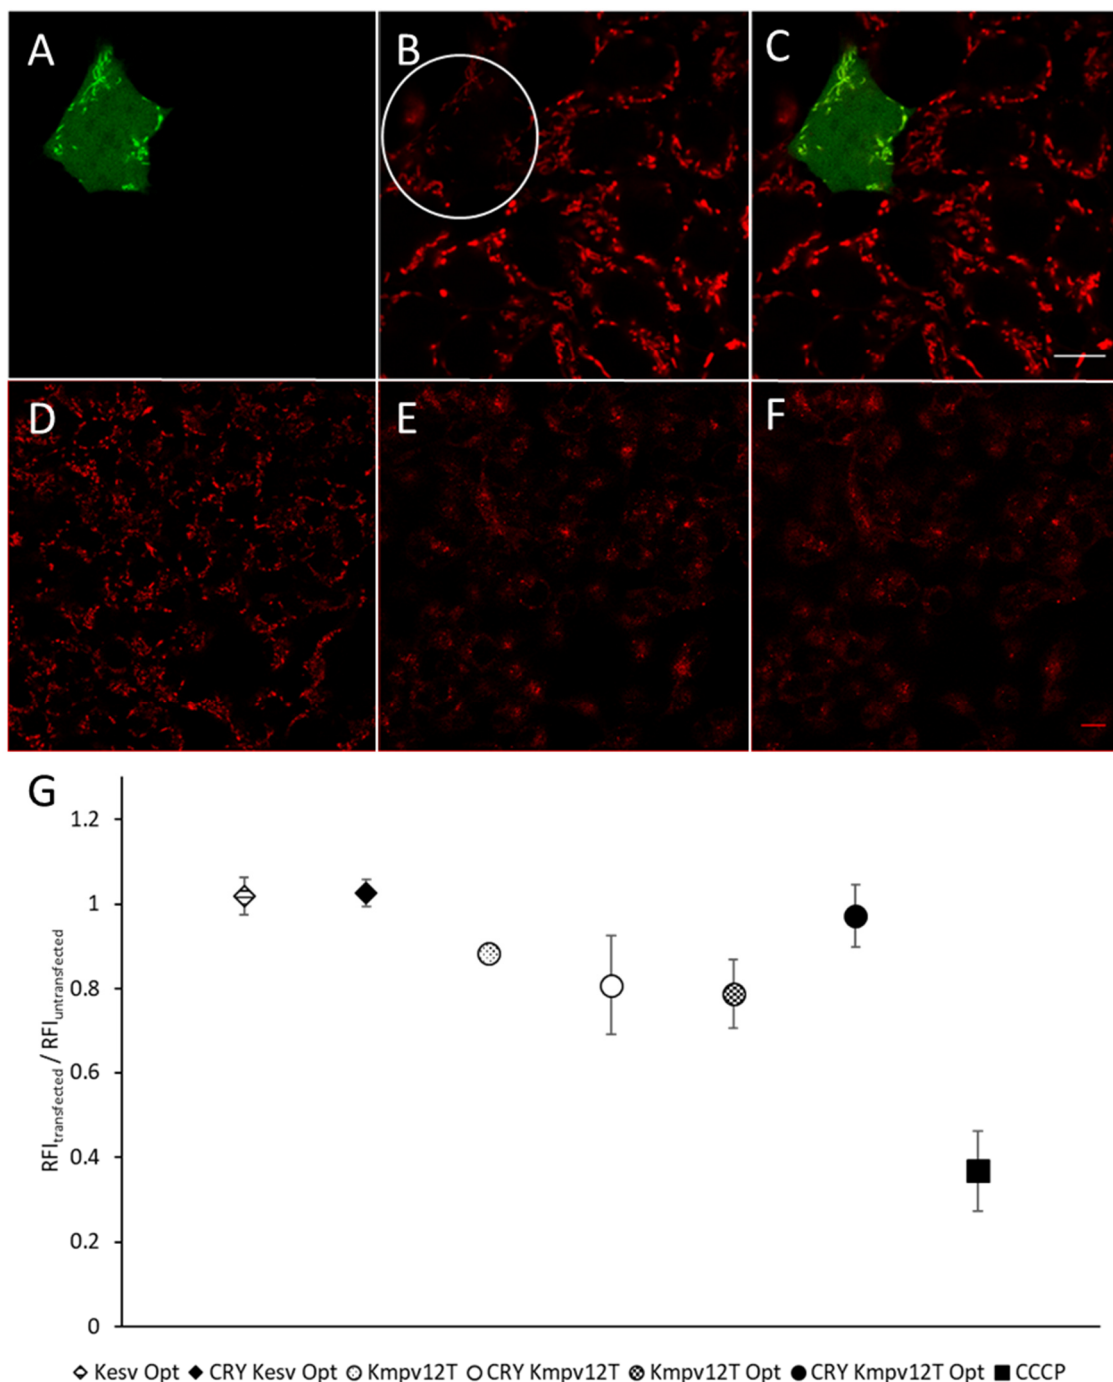 A B C
D E F
G
1.2
1
0.8
0.6
0.4
0.2
0
RFItransfected / RFIuntransfected
Kesv Opt CRY Kesv Opt Kmpv12T CRY Kmpv12T Kmpv12T Opt CRY Kmpv12T Opt CCCP